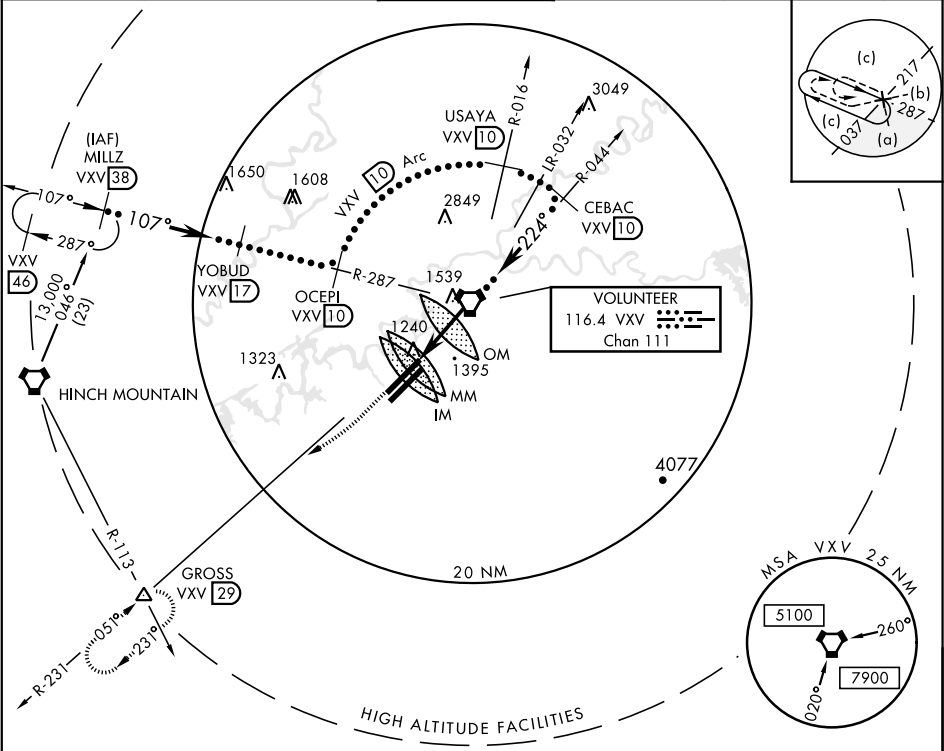 (IAF)
MILLZ
VXV 38
107°
107°
287°
VXV
46
13,000
046°
(23)
HINCH MOUNTAIN
1650
1608
YOBUD
VXV 17
OCEPI
VXV 10
VXV 10 Arc
R-287
USAYA
VXV 10
R-016
LR-032
R-044
3049
2849
CEBAC
VXV 10
224°
1539
1240
1395
OM
MM
IM
1323
VOLUNTEER
116.4 VXV
Chan 111
4077
20 NM
R-113
GROSS
VXV 29
051°
231°
R-231
HIGH ALTITUDE FACILITIES
(c)
217
(b)
287
(c)
(a)
037
MSA VXV 25 NM
5100
260°
7900
020°